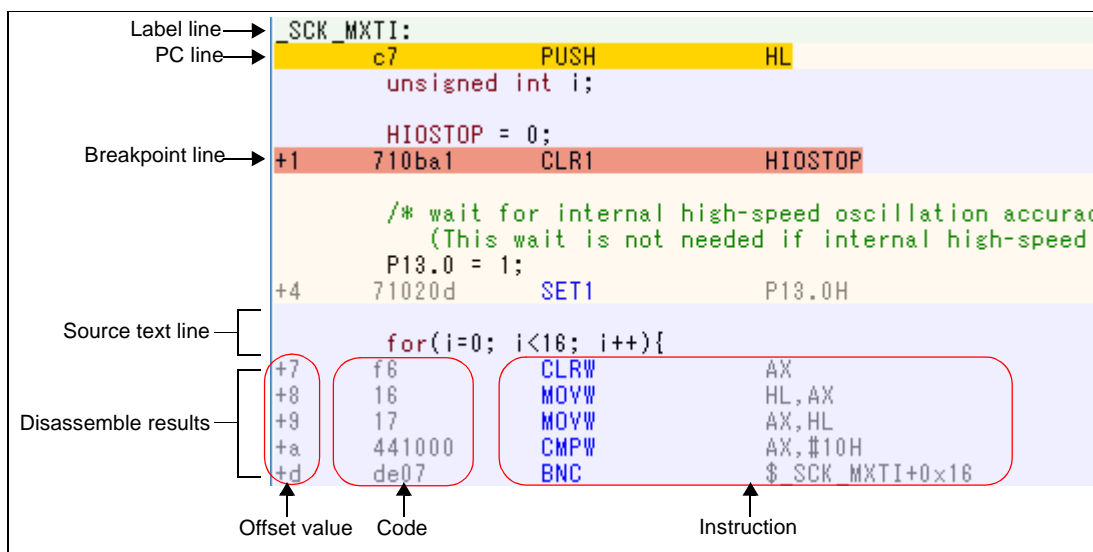 Label line _SCK_MXTI:
PC line c7 PUSH HL
unsigned int i;
HIOSTOP = 0;
Breakpoint line +1 710ba1 CLR1 HIOSTOP
/* wait for internal high-speed oscillation
(This wait is not needed if internal high-speed
P13.0 = 1;
+4 71020d SET1 P13.0H
Source text line
for(i=0; i<16; i++){
+7 f6 CLRW AX
+8 16 MOVW HL,AX
Disassemble results +9 17 MOVW AX,HL
+a 441000 CMPW AX,#10H
+d de07 BNC $_SCK_MXTI+0x16
Offset value Code Instruction